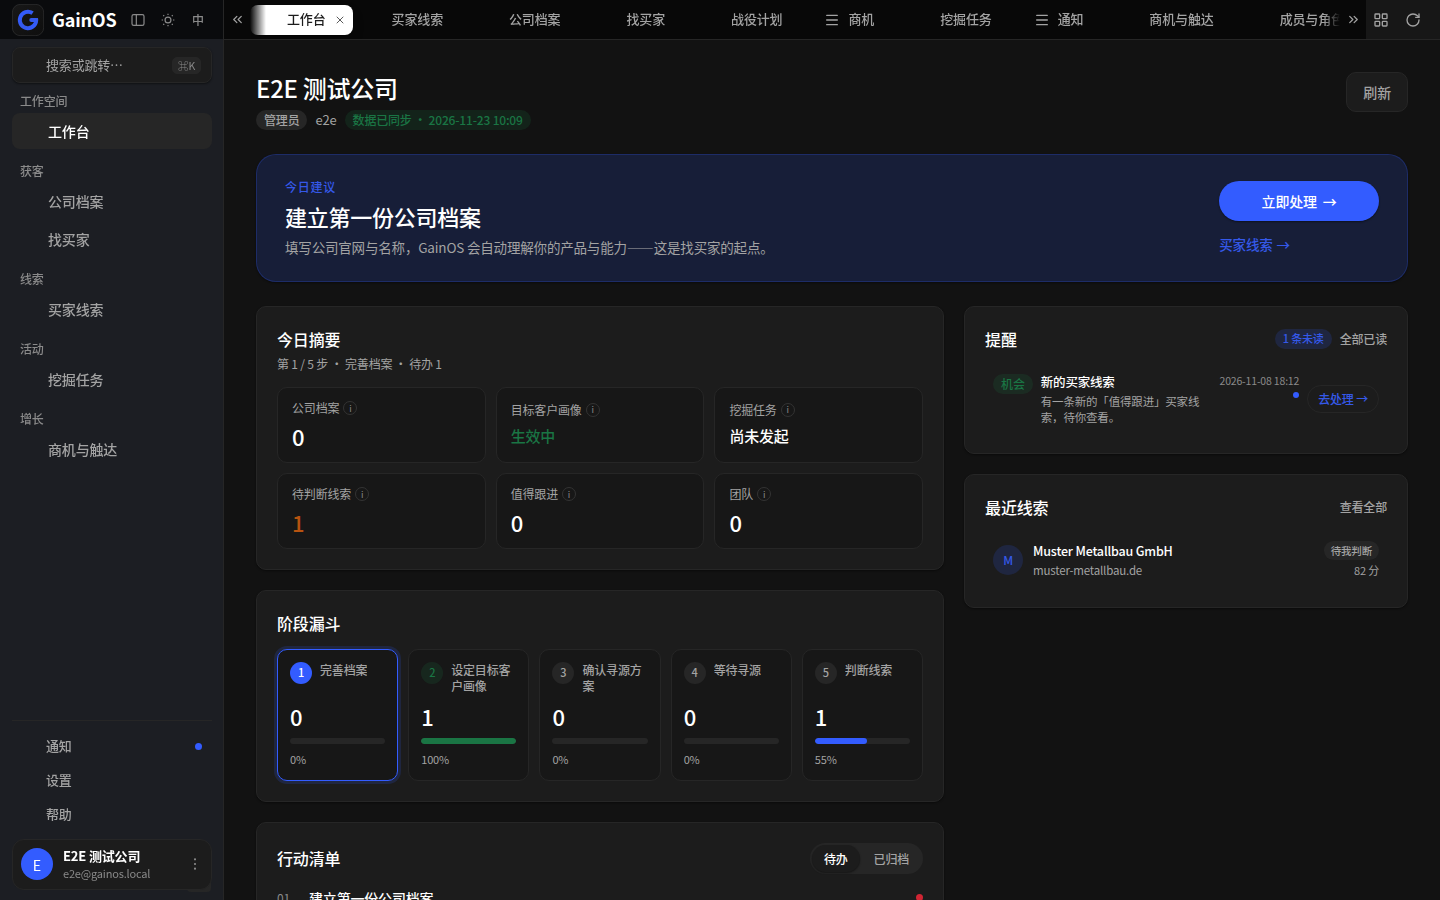 GainOS
中
工作台
买家线索
公司档案
找买家
战役计划
商机
挖掘任务
通知
商机与触达
成员与角色
搜索或跳转…
⌘K
工作空间
工作台
获客
公司档案
找买家
线索
买家线索
活动
挖掘任务
增长
商机与触达
通知
设置
帮助
E
E2E 测试公司
e2e@gainos.local
E2E 测试公司
管理员
e2e
数据已同步 · 2026-11-23 10:09
刷新
今日建议
建立第一份公司档案
填写公司官网与名称，GainOS 会自动理解你的产品与能力——这是找买家的起点。
立即处理 →
买家线索 →
今日摘要
第 1 / 5 步 · 完善档案 · 待办 1
公司档案
0
目标客户画像
生效中
挖掘任务
尚未发起
待判断线索
1
值得跟进
0
团队
0
阶段漏斗
1
完善档案
0
0%
2
设定目标客
户画像
1
100%
3
确认寻源方
案
0
0%
4
等待寻源
0
0%
5
判断线索
1
55%
行动清单
待办
已归档
01
建立第一份公司档案
提醒
1 条未读
全部已读
机会
新的买家线索
有一条新的「值得跟进」买家线
索，待你查看。
2026-11-08 18:12
去处理 →
最近线索
查看全部
M
Muster Metallbau GmbH
muster-metallbau.de
待我判断
82 分